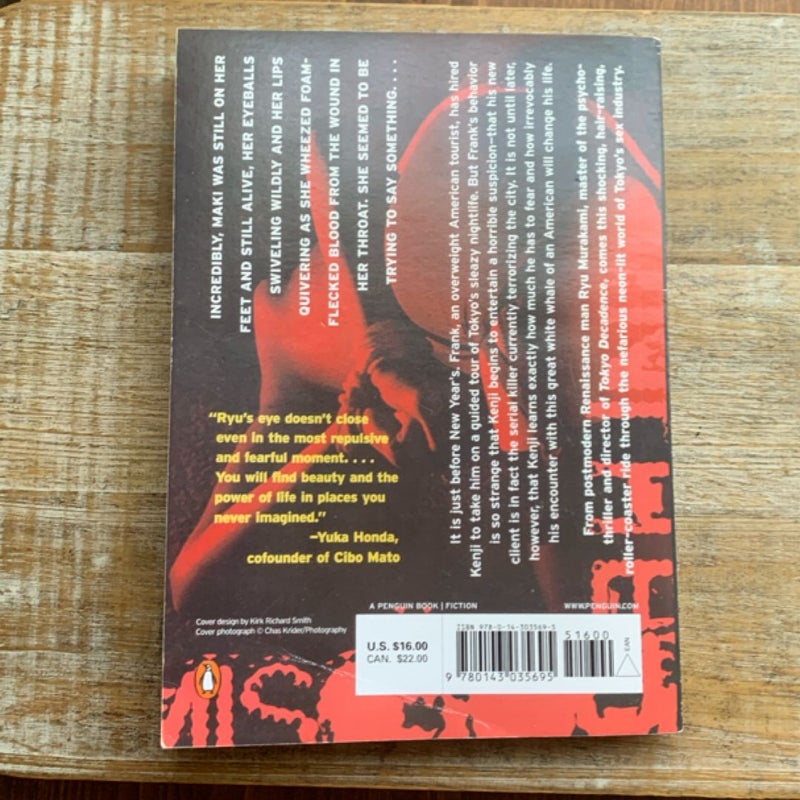 INCREDIBLY, MAKI WAS STILL ON HER
FEET AND STILL ALIVE, HER EYEBALLS
SWIVELING WILDLY AND HER LIPS
QUIVERING AS SHE WHEEZED FOAM-
FLECKED BLOOD FROM THE WOUND IN
HER THROAT. SHE SEEMED TO BE
TRYING TO SAY SOMETHING. . . .
It is just before New Year's. Frank, an overweight American tourist, has hired
Kenji to take him on a guided tour of Tokyo's sleazy nightlife. But Frank's behavior
is so strange that Kenji begins to entertain a horrible suspicion—that his new
client is in fact the serial killer currently terrorizing the city. It is not until later,
however, that Kenji learns exactly how much he has to fear and how irrevocably
his encounter with this great white whale of an American will change his life.
From postmodern Renaissance man Ryu Murakami, master of the psycho-
thriller and director of Tokyo Decadence, comes this shocking, hair-raising,
roller-coaster ride through the nefarious neon-lit world of Tokyo's sex industry.
"Ryu's eye doesn't close
even in the most repulsive
and fearful moment. . . .
You will find beauty and the
power of life in places you
never imagined."
—Yuka Honda,
cofounder of Cibo Mato
A PENGUIN BOOK | FICTION
WWW.PENGUIN.COM
Cover design by Kirk Richard Smith
Cover photograph © Chas Krider/Photography
U.S. $16.00
CAN. $22.00
ISBN 978-0-14-303569-5
51600
EAN
9 780143 035695